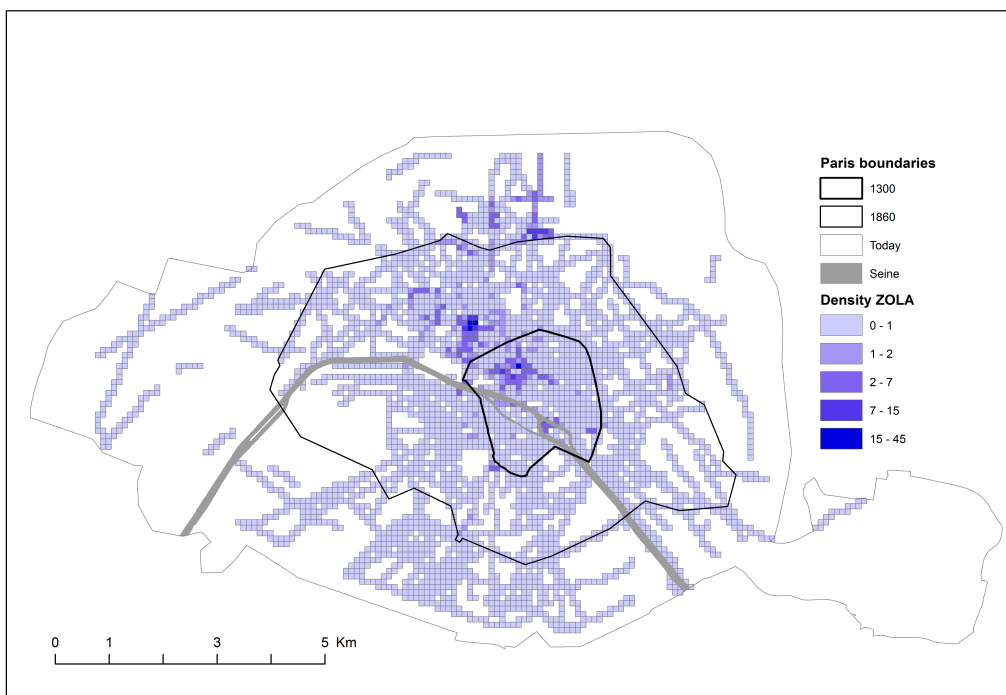 Paris boundaries
1300
1860
Today
Seine
Density ZOLA
0 - 1
1 - 2
2 - 7
7 - 15
15 - 45
0 1 3 5 Km